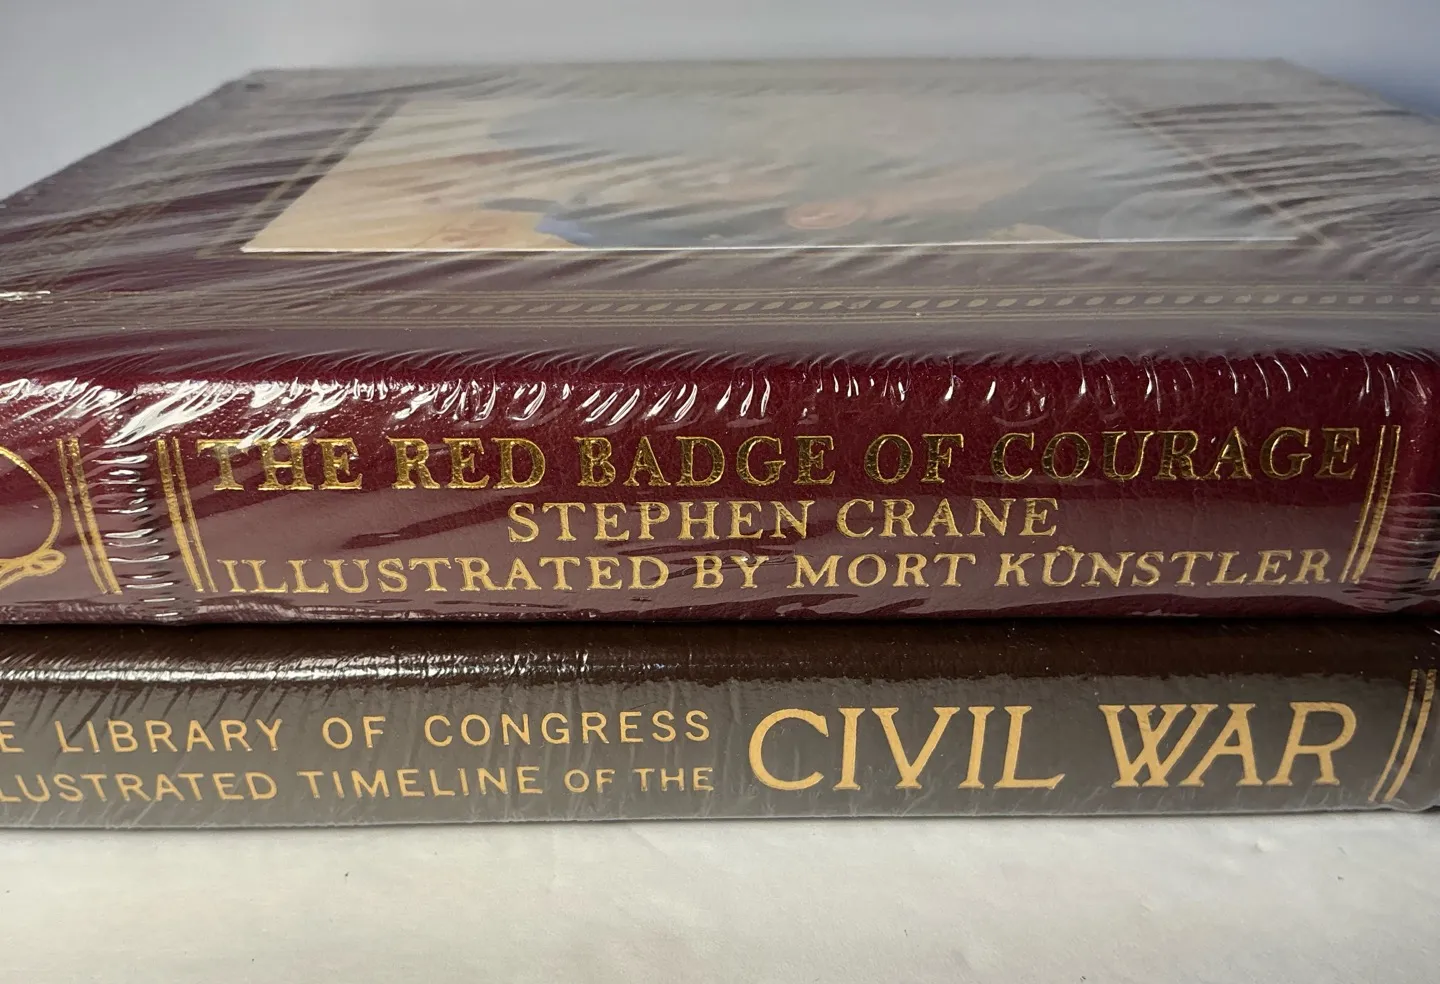 THE RED BADGE OF COURAGE
STEPHEN CRANE
ILLUSTRATED BY MORT KÜNSTLER
E LIBRARY OF CONGRESS
LUSTRATED TIMELINE OF THE
CIVIL WAR